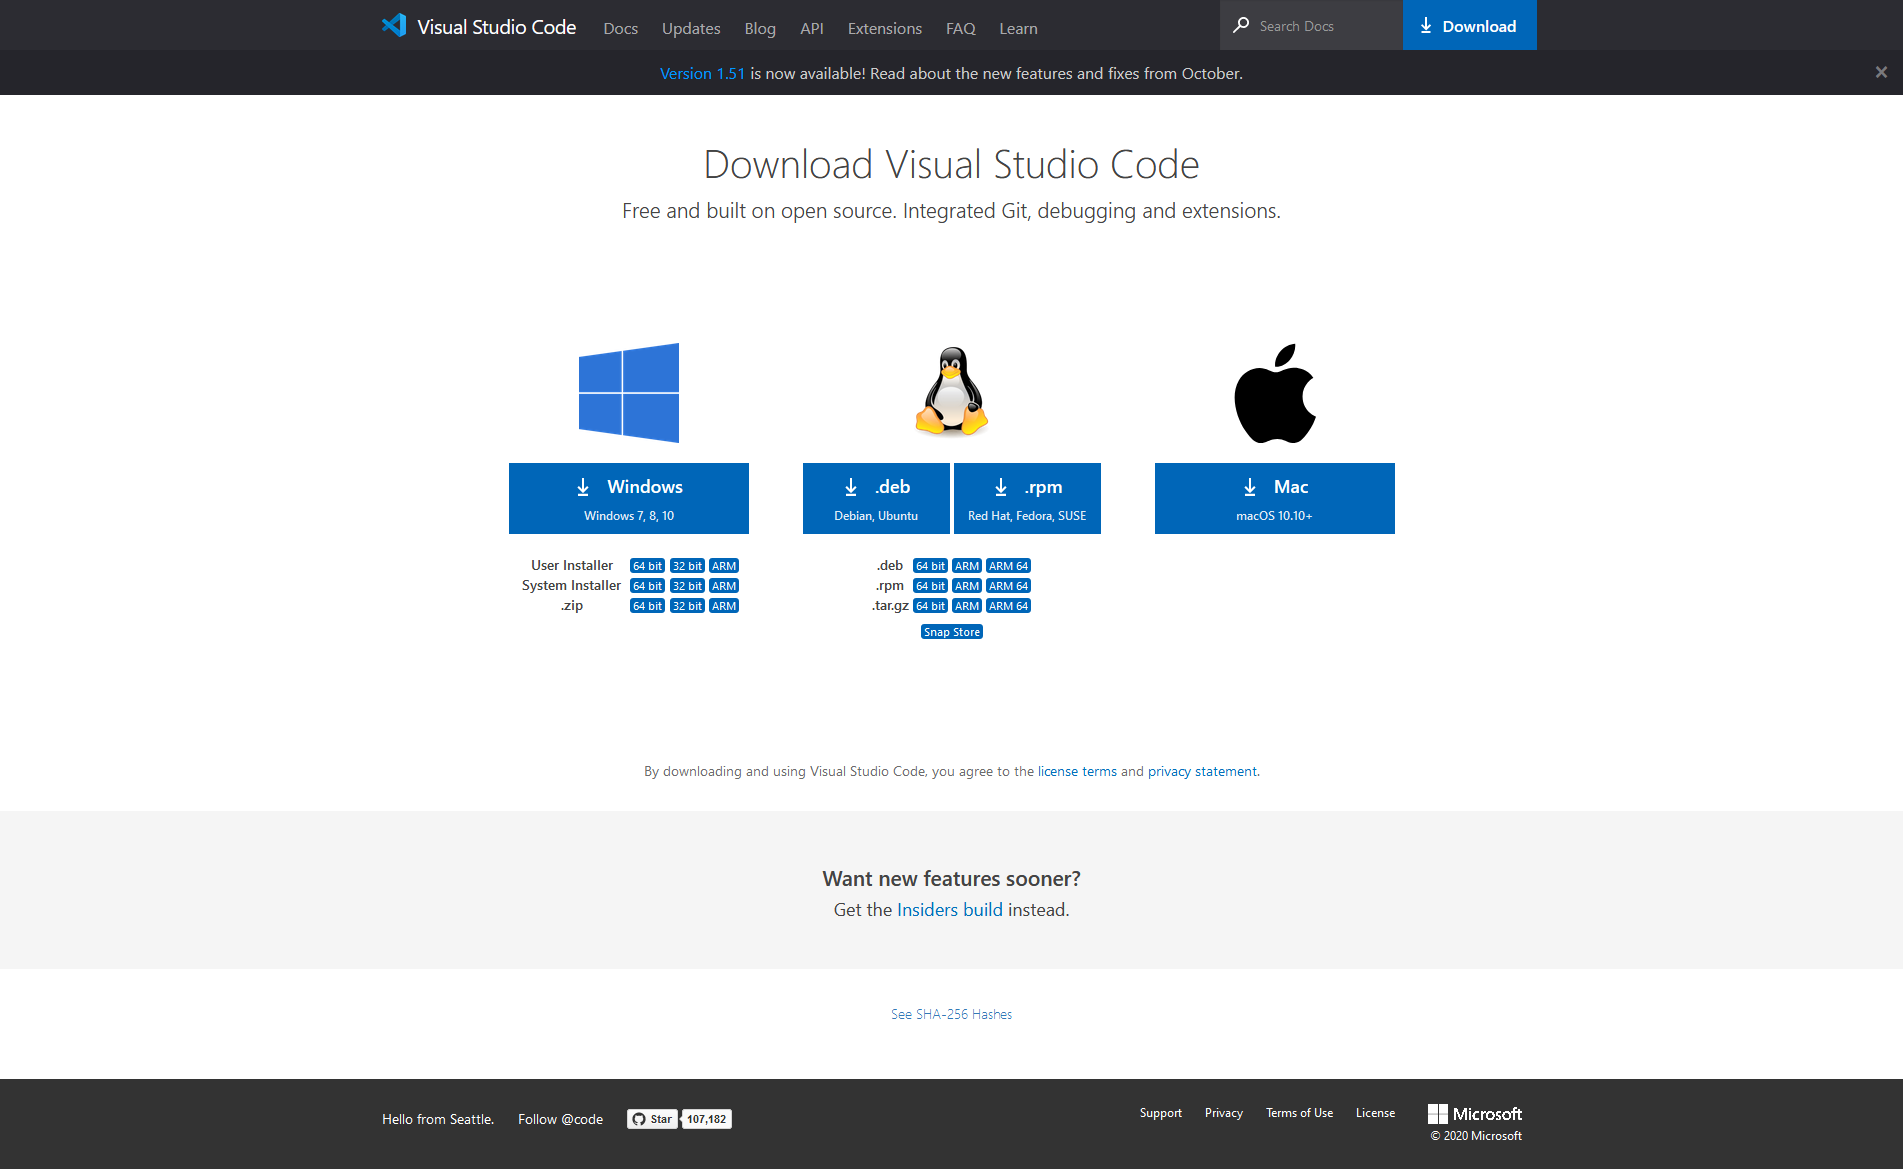 Visual Studio Code Docs Updates Blog API Extensions FAQ Learn Search Docs Download
Version 1.51 is now available! Read about the new features and fixes from October.
Download Visual Studio Code
Free and built on open source. Integrated Git, debugging and extensions.
Windows
Windows 7, 8, 10
User Installer 64 bit 32 bit ARM
System Installer 64 bit 32 bit ARM
.zip 64 bit 32 bit ARM
.deb
Debian, Ubuntu
.rpm
Red Hat, Fedora, SUSE
.deb 64 bit ARM ARM 64
.rpm 64 bit ARM ARM 64
.tar.gz 64 bit ARM ARM 64
Snap Store
Mac
macOS 10.10+
By downloading and using Visual Studio Code, you agree to the license terms and privacy statement.
Want new features sooner?
Get the Insiders build instead.
See SHA-256 Hashes
Hello from Seattle. Follow @code Star 107,182
Support Privacy Terms of Use License Microsoft
© 2020 Microsoft